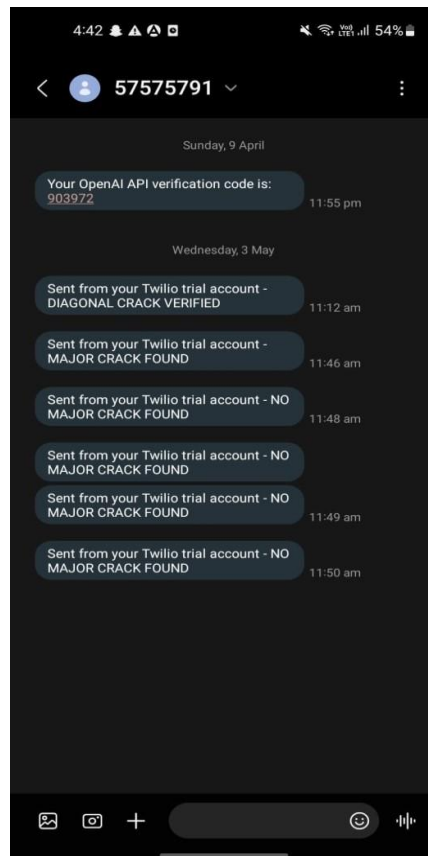 4:42
54%
57575791
Sunday, 9 April
Your OpenAI API verification code is:
903972
11:55 pm
Wednesday, 3 May
Sent from your Twilio trial account -
DIAGONAL CRACK VERIFIED
11:12 am
Sent from your Twilio trial account -
MAJOR CRACK FOUND
11:46 am
Sent from your Twilio trial account - NO
MAJOR CRACK FOUND
11:48 am
Sent from your Twilio trial account - NO
MAJOR CRACK FOUND
Sent from your Twilio trial account - NO
MAJOR CRACK FOUND
11:49 am
Sent from your Twilio trial account - NO
MAJOR CRACK FOUND
11:50 am